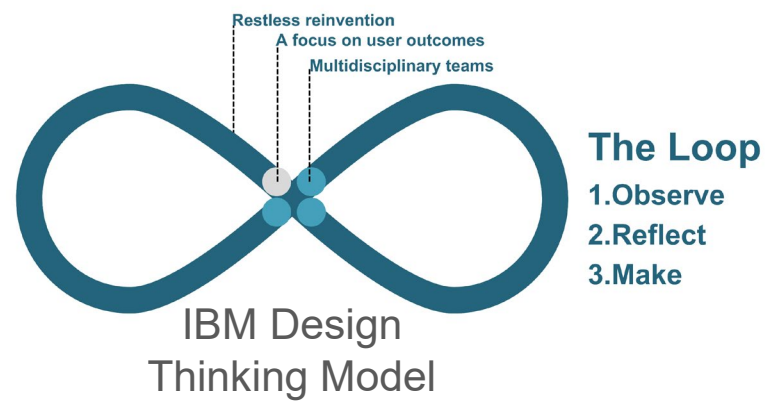 Restless reinvention
A focus on user outcomes
Multidisciplinary teams
The Loop
1.Observe
2.Reflect
3.Make
IBM Design
Thinking Model